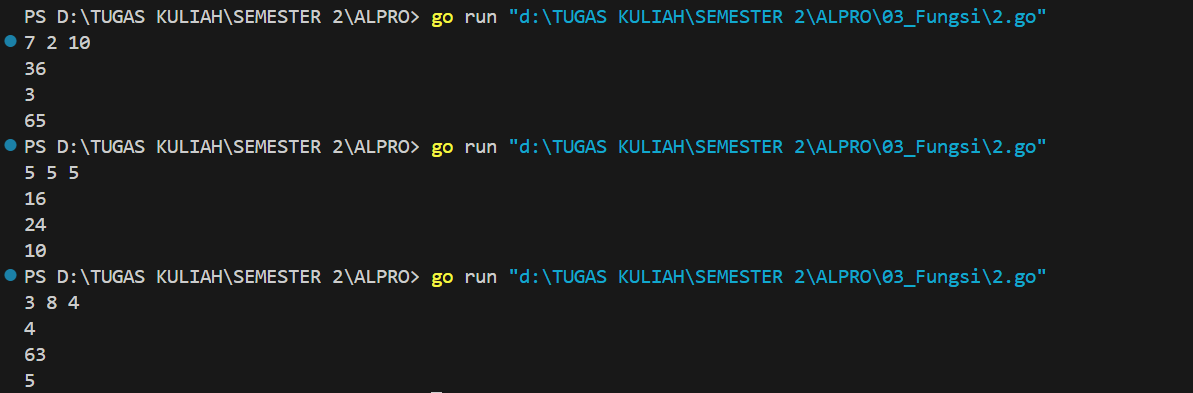 PS D:\TUGAS KULIAH\SEMESTER 2\ALPRO> go run "d:\TUGAS KULIAH\SEMESTER 2\ALPRO\03_Fungsi\2.go"
7 2 10
36
3
65
PS D:\TUGAS KULIAH\SEMESTER 2\ALPRO> go run "d:\TUGAS KULIAH\SEMESTER 2\ALPRO\03_Fungsi\2.go"
5 5 5
16
24
10
PS D:\TUGAS KULIAH\SEMESTER 2\ALPRO> go run "d:\TUGAS KULIAH\SEMESTER 2\ALPRO\03_Fungsi\2.go"
3 8 4
4
63
5